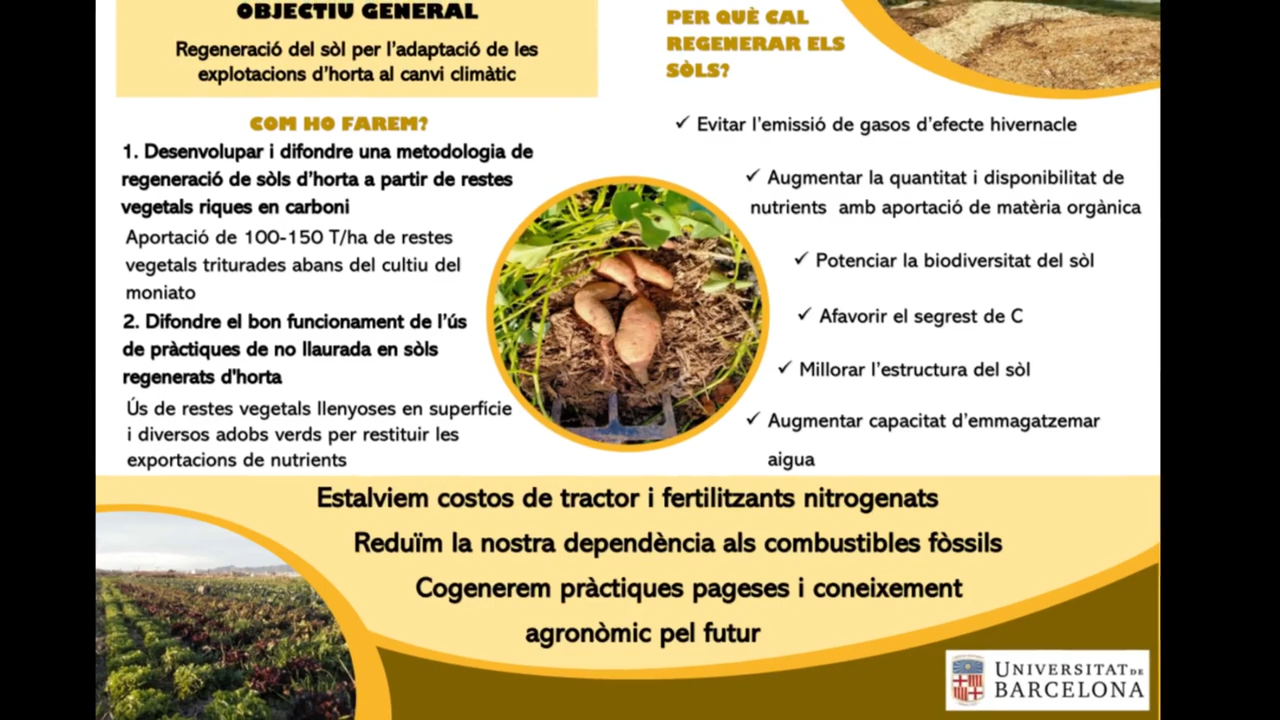 OBJECTIU GENERAL
Regeneració del sòl per l'adaptació de les
explotacions d'horta al canvi climàtic
COM HO FAREM?
1. Desenvolupar i difondre una metodologia de
regeneració de sòls d'horta a partir de restes
vegetals riques en carboni
Aportació de 100-150 T/ha de restes
vegetals triturades abans del cultiu del
moniato
2. Difondre el bon funcionament de l'ús
de pràctiques de no llaurada en sòls
regenerats d'horta
Ús de restes vegetals llenyoses en superfície
i diversos adobs verds per restituir les
exportacions de nutrients
PER QUÈ CAL
REGENERAR ELS
SÒLS?
✓ Evitar l'emissió de gasos d'efecte hivernacle
✓ Augmentar la quantitat i disponibilitat de
nutrients amb aportació de matèria orgànica
✓ Potenciar la biodiversitat del sòl
✓ Afavorir el segrest de C
✓ Millorar l'estructura del sòl
✓ Augmentar capacitat d'emmagatzemar
aigua
Estalviem costos de tractor i fertilitzants nitrogenats
Reduïm la nostra dependència als combustibles fòssils
Cogenerem pràctiques pageses i coneixement
agronòmic pel futur
UNIVERSITAT DE
BARCELONA